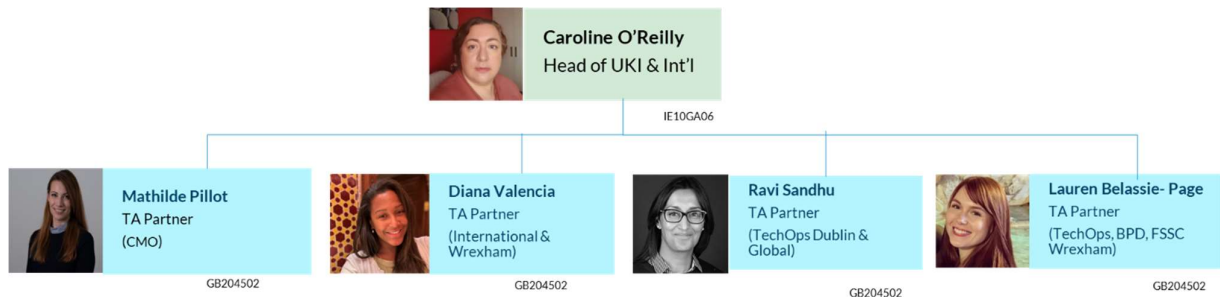 Caroline O’Reilly
Head of UKI & Int’l
IE10GA06
Mathilde Pillot
TA Partner
(CMO)
GB204502
Diana Valencia
TA Partner
(International &
Wrexham)
GB204502
Ravi Sandhu
TA Partner
(TechOps Dublin &
Global)
GB204502
Lauren Belassie- Page
TA Partner
(TechOps, BPD, FSSC
Wrexham)
GB204502